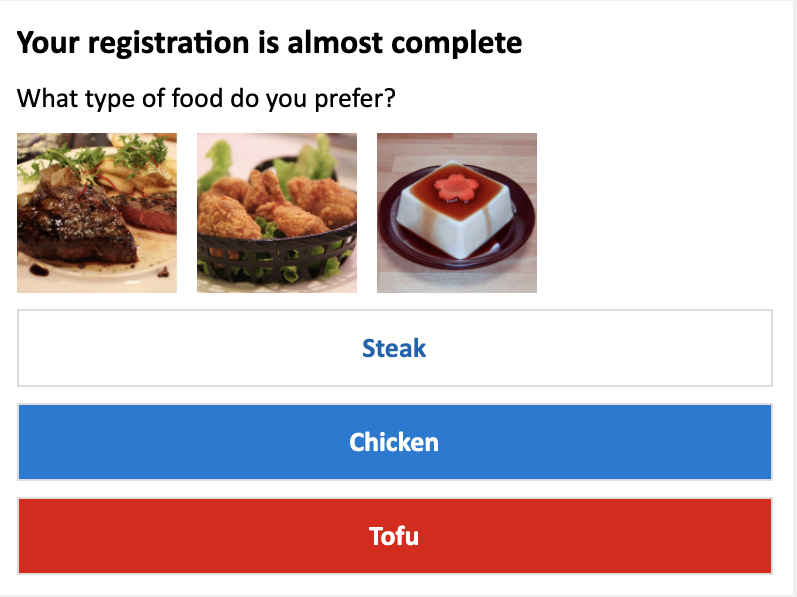 Your registration is almost complete
What type of food do you prefer?
Steak
Chicken
Tofu